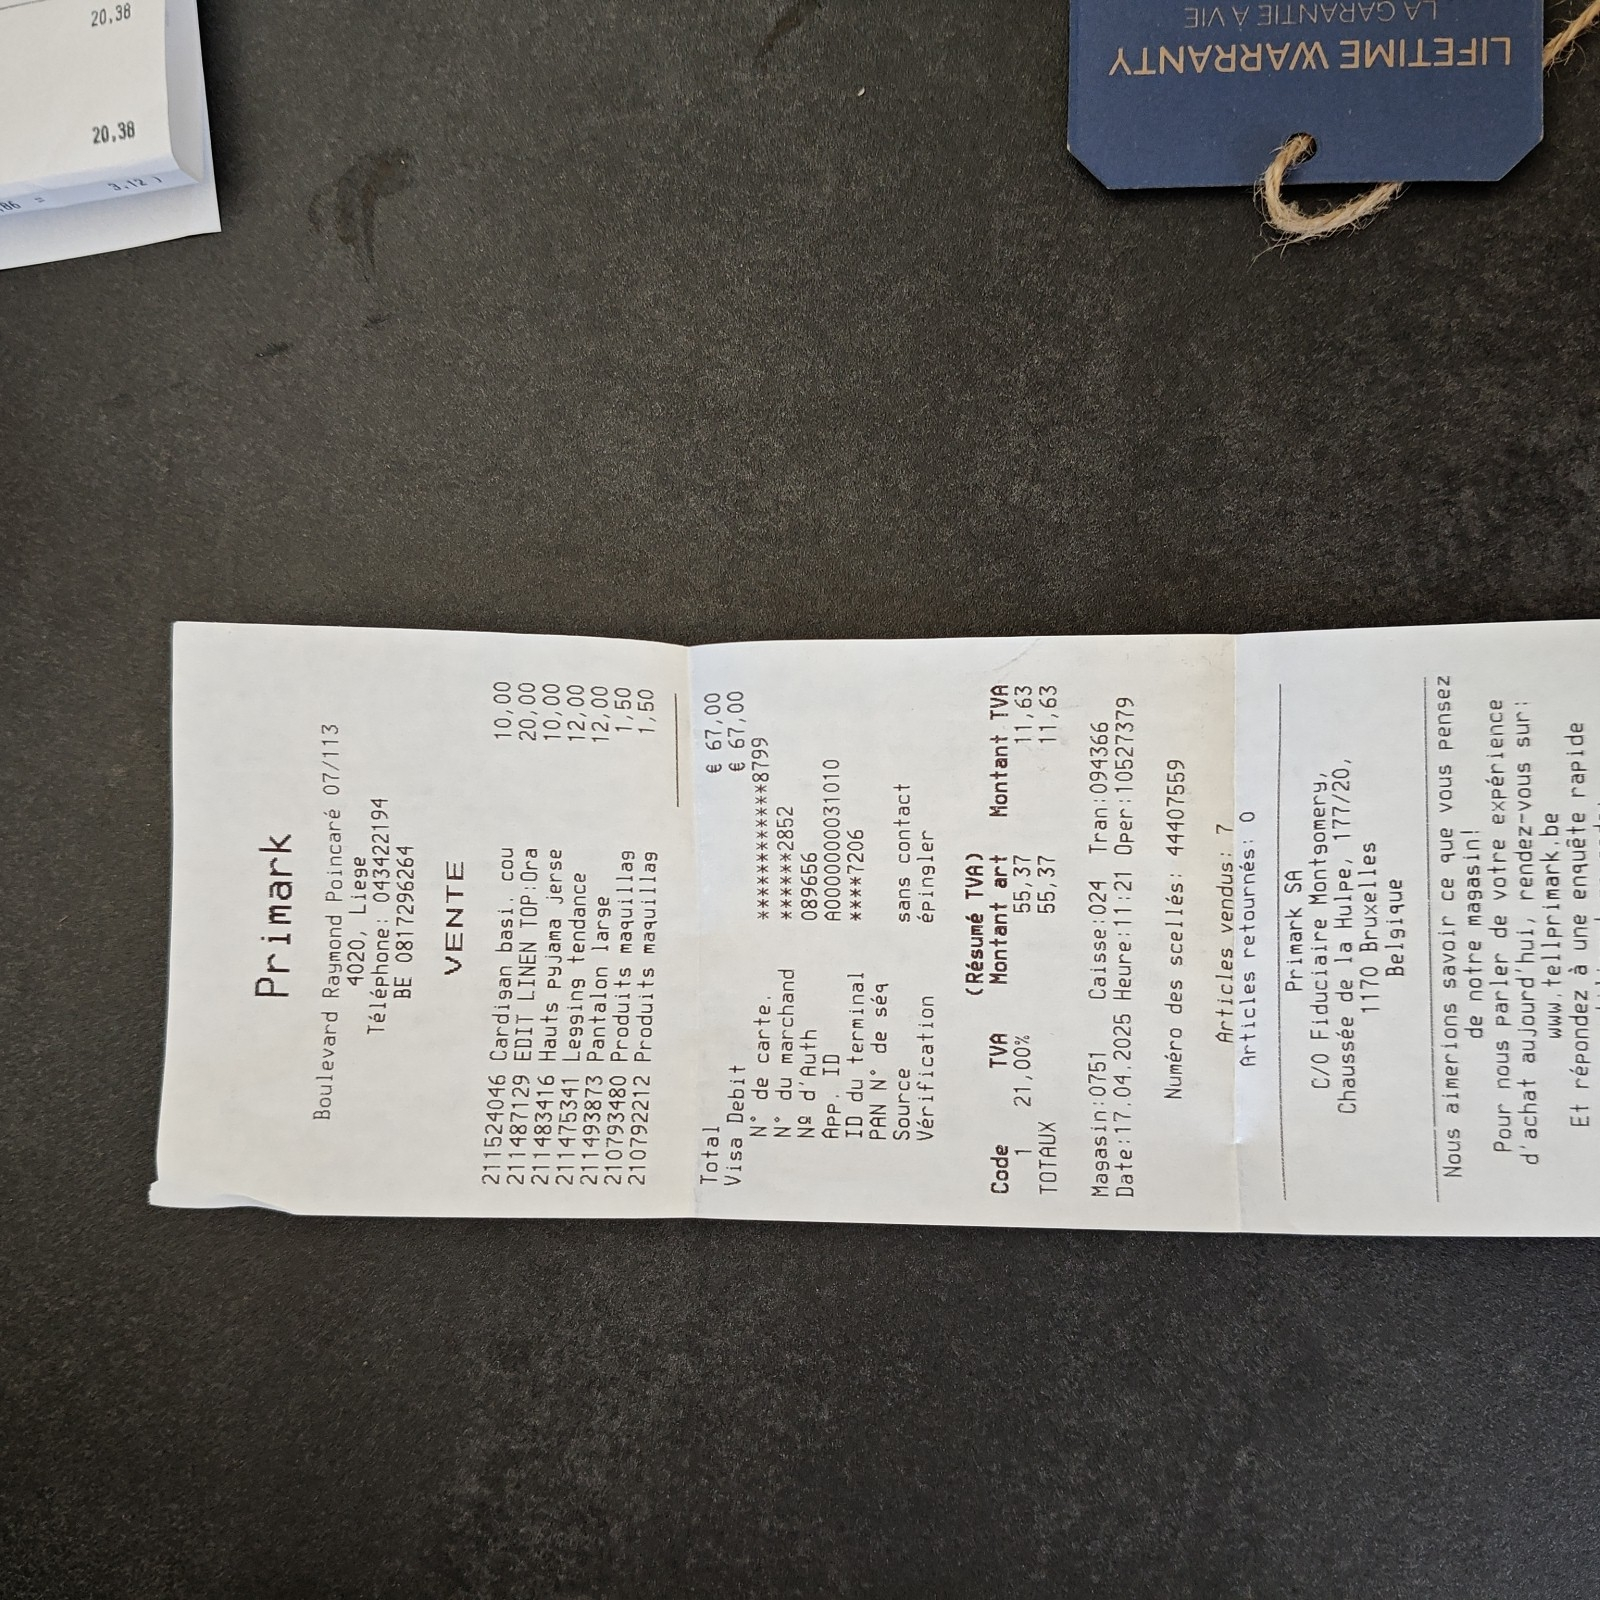 20,38
20,38
3,12 )
LIFETIME WARRANTY
LA GARANTIE A VIE
Primark
Boulevard Raymond Poincaré 07/113
4020, Liege
Téléphone: 043422194
BE 0817296264
VENTE
211524046 Cardigan basi. cou 10,00
211487129 EDIT LINEN TOP:Ora 20,00
211483416 Hauts pyjama jerse 10,00
211475341 Legging tendance 12,00
211493873 Pantalon large 12,00
210793480 Produits maquillag 1,50
210792212 Produits maquillag 1,50
Total € 67,00
Visa Debit € 67,00
N° de carte. ************8799
N° du marchand ******2852
Nº d'Auth 089656
App. ID A0000000031010
ID du terminal ****7206
PAN N° de séq
Source sans contact
Vérification épingler
(Résumé TVA)
Code TVA Montant art Montant TVA
1 21,00% 55,37 11,63
TOTAUX 55,37 11,63
Magasin:0751 Caisse:024 Tran:094366
Date:17.04.2025 Heure:11:21 Oper:10527379
Numéro des scellés: 44407559
Articles vendus: 7
Articles retournés: 0
Primark SA
C/O Fiduciaire Montgomery,
Chaussée de la Hulpe, 177/20,
1170 Bruxelles
Belgique
Nous aimerions savoir ce que vous pensez
de notre magasin!
Pour nous parler de votre expérience
d'achat aujourd'hui, rendez-vous sur:
www.tellprimark.be
Et répondez à une enquête rapide